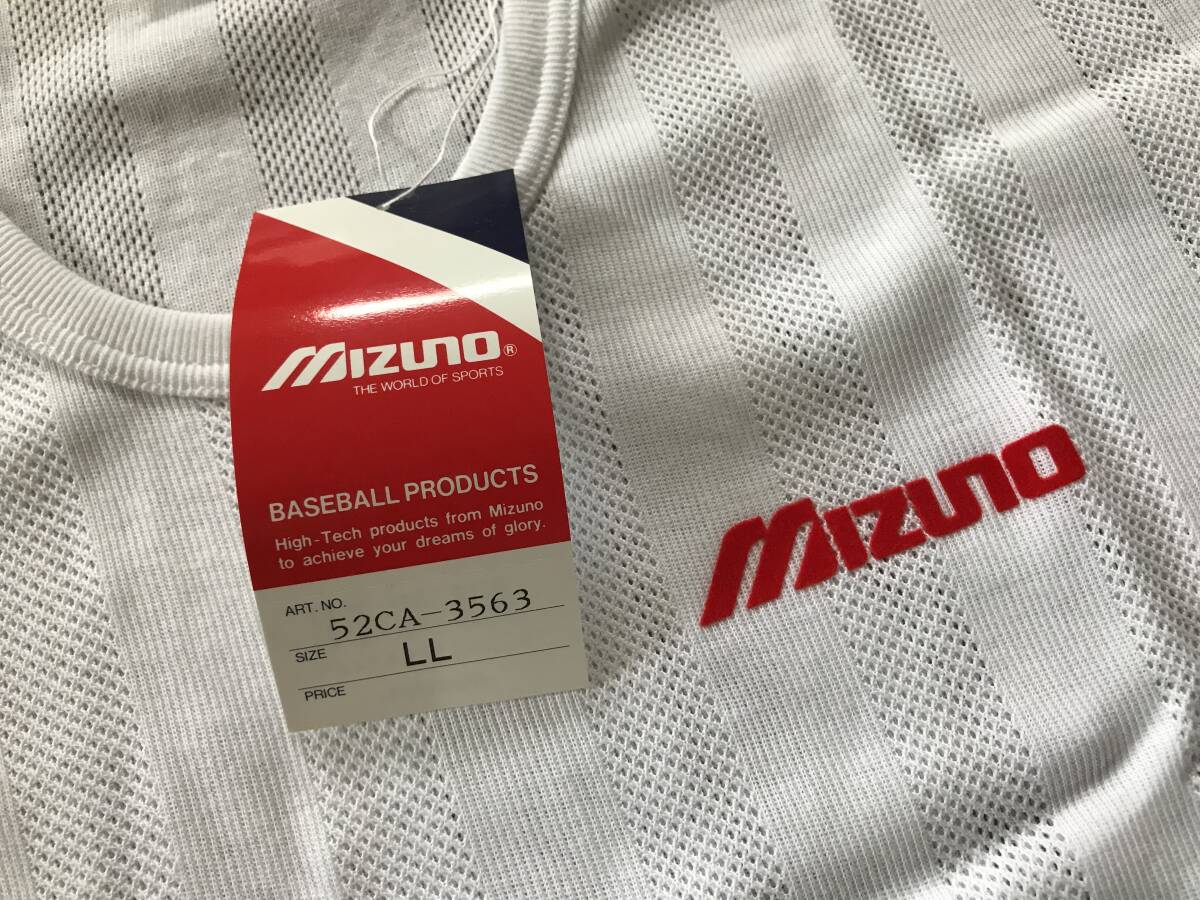 MIZUNO®
THE WORLD OF SPORTS
BASEBALL PRODUCTS
High-Tech products from Mizuno
to achieve your dreams of glory.
ART. NO. 52CA-3563
SIZE LL
PRICE
MIZUNO